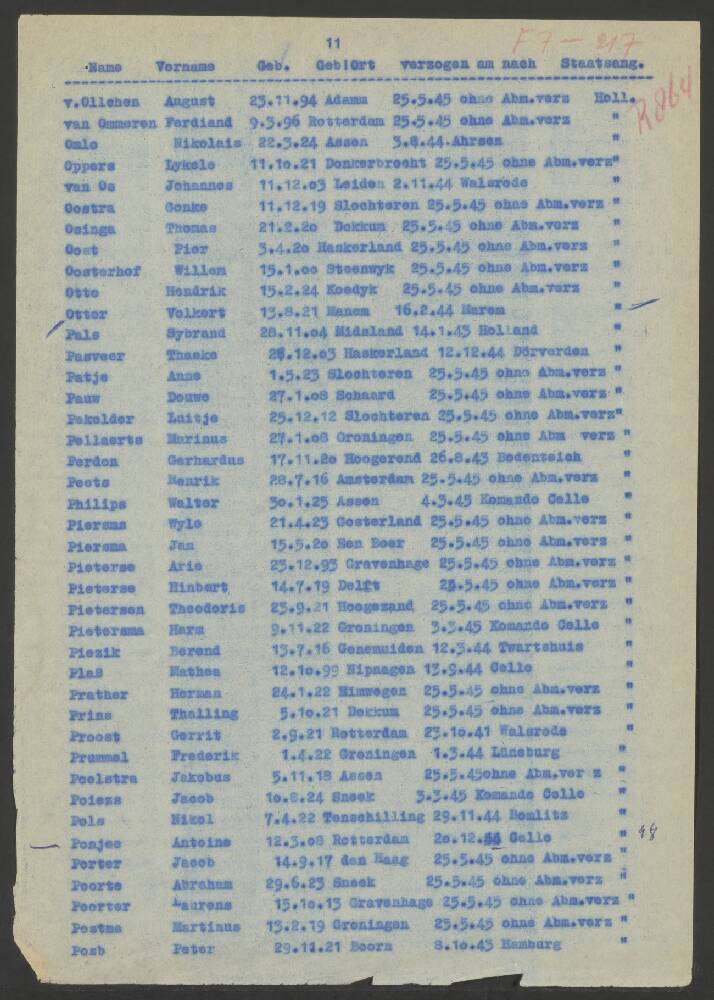 11
F7 - 217
Name Vorname Geb. GeblOrt verzogen am nach Staatsang.
R864
v.Ollchen August 23.11.94 Adamm 25.5.45 ohne Abm.verz Holl.
van Ommeren Ferdiand 9.3.96 Rotterdam 25.5.45 ohne Abm.verz "
Omlo Nikolais 22.3.24 Assen 3.8.44.Ahrsen "
Oppers Lykele 11.10.21 Donkerbrocht 25.5.45 ohne Abm.verz"
van Os Johannes 11.12.03 Leiden 2.11.44 Walsrode "
Oostra Gonke 11.12.19 Slochteren 25.5.45 ohne Abm.verz "
Osinga Thomas 21.2.20 Dokkum 25.5.45 ohne Abm.verz "
Oost Pier 3.4.20 Haskerland 25.5.45 ohne Abm.verz "
Oosterhof Willem 15.1.00 Steenwyk 25.5.45 ohne Abm.verz "
Otto Hendrik 15.2.24 Koedyk 25.5.45 ohne Abm.verz "
Otter Volkert 13.8.21 Manem 16.2.44 Marem "
Pals Sybrand 28.11.04 Midsland 14.1.43 Holland "
Pasveer Thaeke 28.12.03 Haskerland 12.12.44 Dörverden "
Patje Anne 1.5.23 Slochteren 25.5.45 ohne Abm.verz "
Pauw Douwe 27.1.08 Schaard 25.5.45 ohne Abm.verz "
Pekelder Luitje 25.12.12 Slochteren 25.5.45 ohne Abm.verz"
Pellaerts Marinus 27.1.08 Groningen 25.5.45 ohne Abm verz "
Perdon Gerhardus 17.11.20 Hoogerend 26.8.43 Bedenteich "
Peets Henrik 28.7.16 Amsterdam 25.5.45 ohne Abm.verz "
Philips Walter 30.1.25 Assen 4.3.45 Komando Celle "
Piersma Wyle 21.4.23 Oosterland 25.5.45 ohne Abm.verz "
Piersma Jan 15.5.20 Hen Boer 25.5.45 ohne Abm.verz "
Pieterse Arie 23.12.93 Gravenhage 25.5.45 ohne Abm.verz "
Pieterse Hinbert 14.7.19 Delft 25.5.45 ohne Abm.verz "
Pietersen Theodoris 23.9.21 Hoogezand 25.5.45 ohne Abm.verz "
Pietersma Harm 9.11.22 Groningen 3.3.45 Komando Celle "
Piezik Berend 13.7.16 Genemuiden 12.3.44 Twartshuis "
Plaß Mathea 12.10.99 Nipmagen 13.9.44 Celle "
Prather Herman 24.1.22 Nimwegen 25.5.45 ohne Abm.verz "
Prins Thalling 5.10.21 Dokkum 25.5.45 ohne Abm.verz "
Proost Gerrit 2.9.21 Rotterdam 23.10.41 Walsrode "
Prummel Frederik 1.4.22 Groningen 1.3.44 Lüneburg "
Poelstra Jakobus 5.11.18 Assen 25.5.45ohne Abm.ver z "
Poiezs Jacob 10.8.24 Sneek 3.3.45 Komando Celle "
Pols Nikol 7.4.22 Tenschilling 29.11.44 Bomlitz "
Ponjee Antoine 12.3.08 Rotterdam 20.12.44 Celle " 48
Porter Jacob 14.9.17 den Haag 25.5.45 ohne Abm.verz "
Poorte Abraham 29.6.23 Sneek 25.5.45 ohne Abm.verz "
Poorter Laurens 15.10.13 Gravenhage 25.5.45 ohne Abm.verz "
Postma Martinus 13.2.19 Groningen 25.5.45 ohne Abm.verz "
Posb Peter 29.11.21 Boorn 8.10.43 Hamburg "